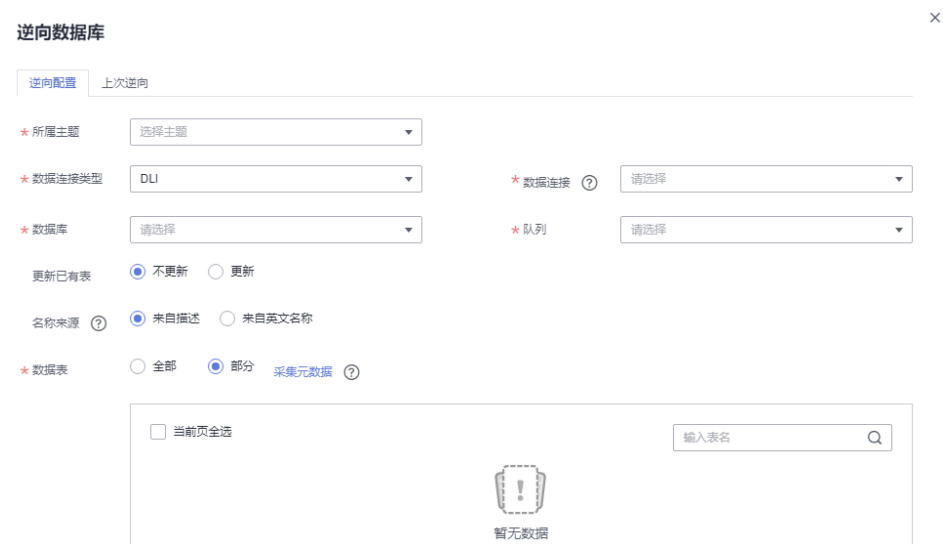 逆向数据库
逆向配置 上次逆向
* 所属主题 选择主题
* 数据连接类型 DLI * 数据连接 ? 请选择
* 数据库 请选择 * 队列 请选择
更新已有表 不更新 更新
名称来源 ? 来自描述 来自英文名称
* 数据表 全部 部分 采集元数据 ?
当前页全选 输入表名
暂无数据